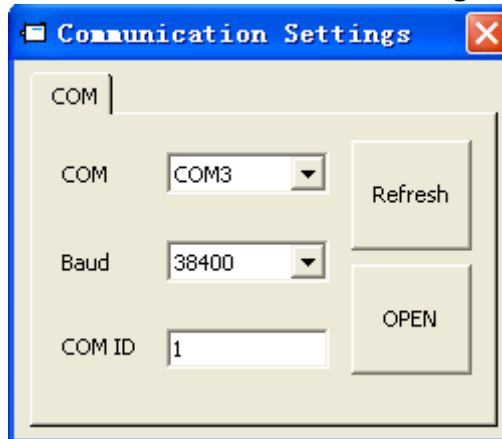 Communication Settings
COM
COM COM3
Refresh
Baud 38400
OPEN
COM ID 1